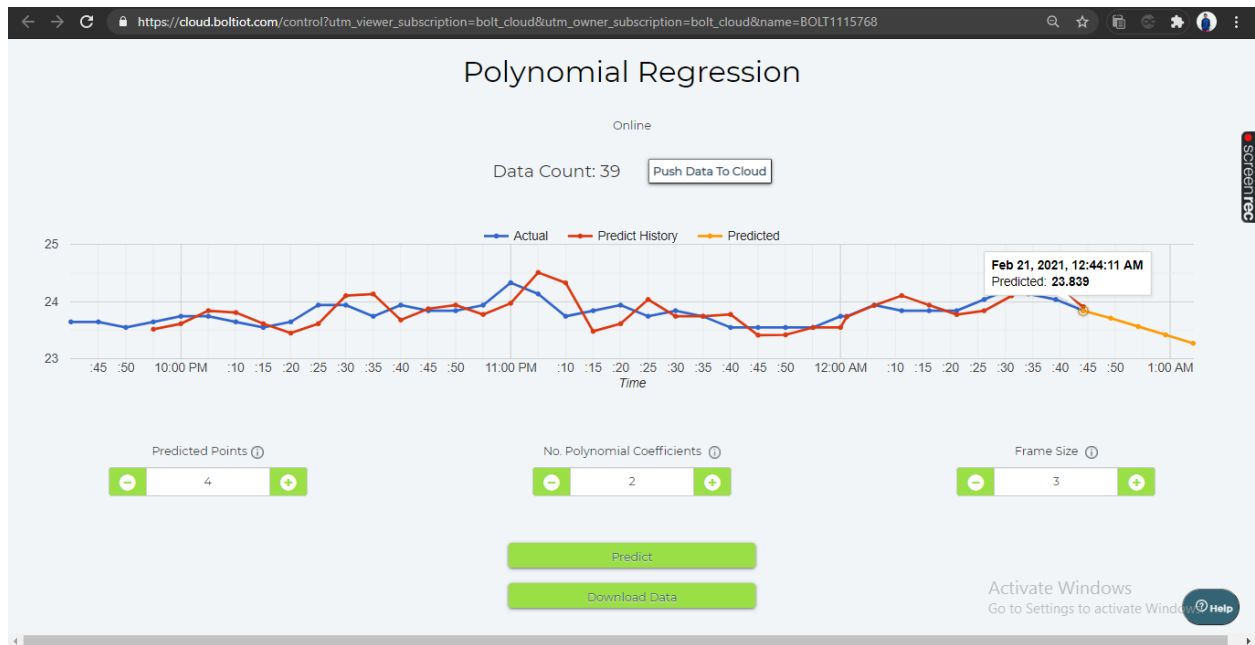 https://cloud.boltiot.com/control?utm_viewer_subscription=bolt_cloud&utm_owner_subscription=bolt_cloud&name=BOLT1115768
Polynomial Regression
Online
Data Count: 39 Push Data To Cloud
Actual Predict History Predicted
25
24
23
Feb 21, 2021, 12:44:11 AM
Predicted: 23.839
:45 :50 10:00 PM :10 :15 :20 :25 :30 :35 :40 :45 :50 11:00 PM :10 :15 :20 :25 :30 :35 :40 :45 :50 12:00 AM :10 :15 :20 :25 :30 :35 :40 :45 :50 1:00 AM
Time
Predicted Points No. Polynomial Coefficients Frame Size
4 2 3
Predict
Download Data
Activate Windows
Go to Settings to activate Windows.
Help
screenrec